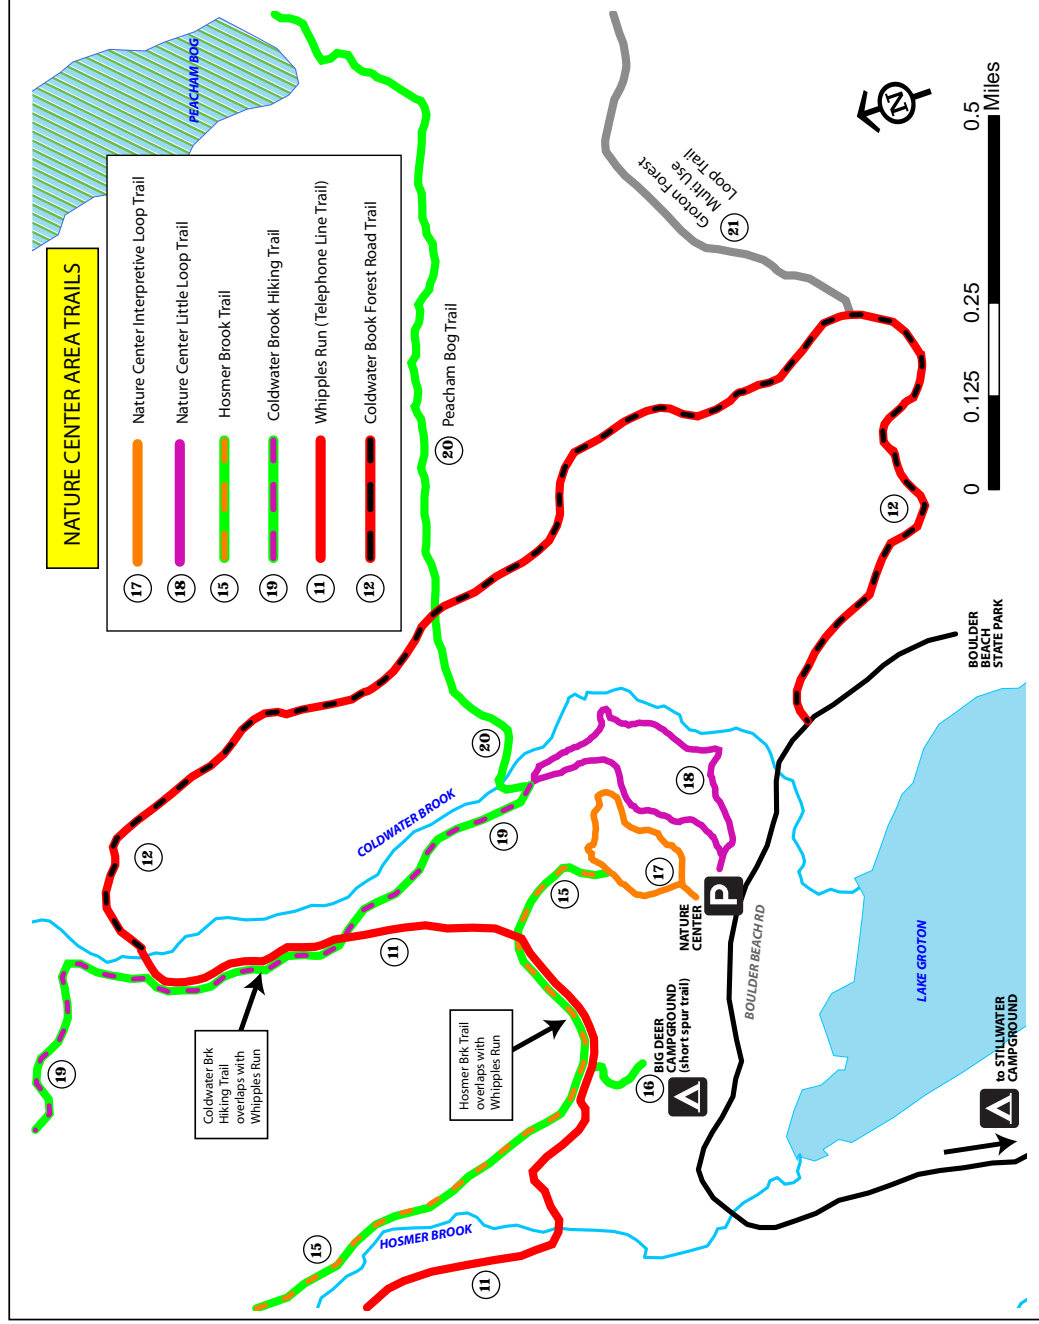 NATURE CENTER AREA TRAILS
17 Nature Center Interpretive Loop Trail
18 Nature Center Little Loop Trail
15 Hosmer Brook Trail
19 Coldwater Brook Hiking Trail
11 Whipples Run (Telephone Line Trail)
12 Coldwater Book Forest Road Trail
PEACHAM BOG
20 Peacham Bog Trail
Groton Forest
Multi Use
Loop Trail
21
N
0 0.125 0.25 0.5
Miles
12
12
20
COLDWATER BROOK
19
18
17
15
11
19
Coldwater Brk
Hiking Trail
overlaps with
Whipples Run
Hosmer Brk Trail
overlaps with
Whipples Run
NATURE
CENTER
P
BOULDER BEACH RD
BOULDER
BEACH
STATE PARK
LAKE GROTON
16
BIG DEER
CAMPGROUND
(short spur trail)
to STILLWATER
CAMPGROUND
15
HOSMER BROOK
11